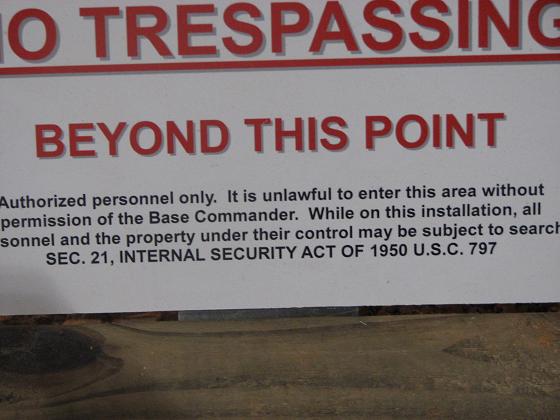 NO TRESPASSING
BEYOND THIS POINT
Authorized personnel only. It is unlawful to enter this area without
permission of the Base Commander. While on this installation, all
sonnel and the property under their control may be subject to search
SEC. 21, INTERNAL SECURITY ACT OF 1950 U.S.C. 797